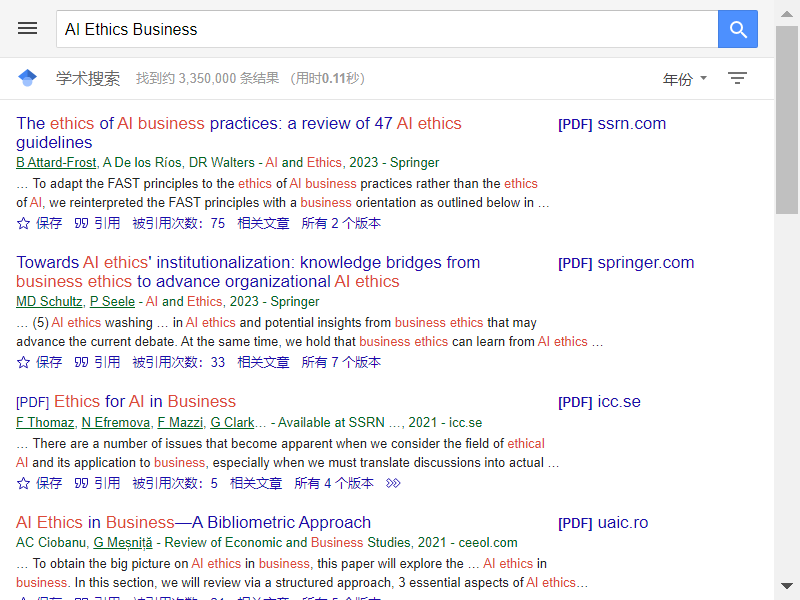 AI Ethics Business
学术搜索 找到约 3,350,000 条结果 (用时0.11秒) 年份
The ethics of AI business practices: a review of 47 AI ethics [PDF] ssrn.com
guidelines
B Attard-Frost, A De los Ríos, DR Walters - AI and Ethics, 2023 - Springer
… To adapt the FAST principles to the ethics of AI business practices rather than the ethics
of AI, we reinterpreted the FAST principles with a business orientation as outlined below in …
保存 引用 被引用次数：75 相关文章 所有 2 个版本
Towards AI ethics' institutionalization: knowledge bridges from [PDF] springer.com
business ethics to advance organizational AI ethics
MD Schultz, P Seele - AI and Ethics, 2023 - Springer
… (5) AI ethics washing … in AI ethics and potential insights from business ethics that may
advance the current debate. At the same time, we hold that business ethics can learn from AI ethics …
保存 引用 被引用次数：33 相关文章 所有 7 个版本
[PDF] Ethics for AI in Business [PDF] icc.se
F Thomaz, N Efremova, F Mazzi, G Clark… - Available at SSRN …, 2021 - icc.se
… There are a number of issues that become apparent when we consider the field of ethical
AI and its application to business, especially when we must translate discussions into actual …
保存 引用 被引用次数：5 相关文章 所有 4 个版本
AI Ethics in Business—A Bibliometric Approach [PDF] uaic.ro
AC Ciobanu, G Meșniță - Review of Economic and Business Studies, 2021 - ceeol.com
… To obtain the big picture on AI ethics in business, this paper will explore the … AI ethics in
business. In this section, we will review via a structured approach, 3 essential aspects of AI ethics…